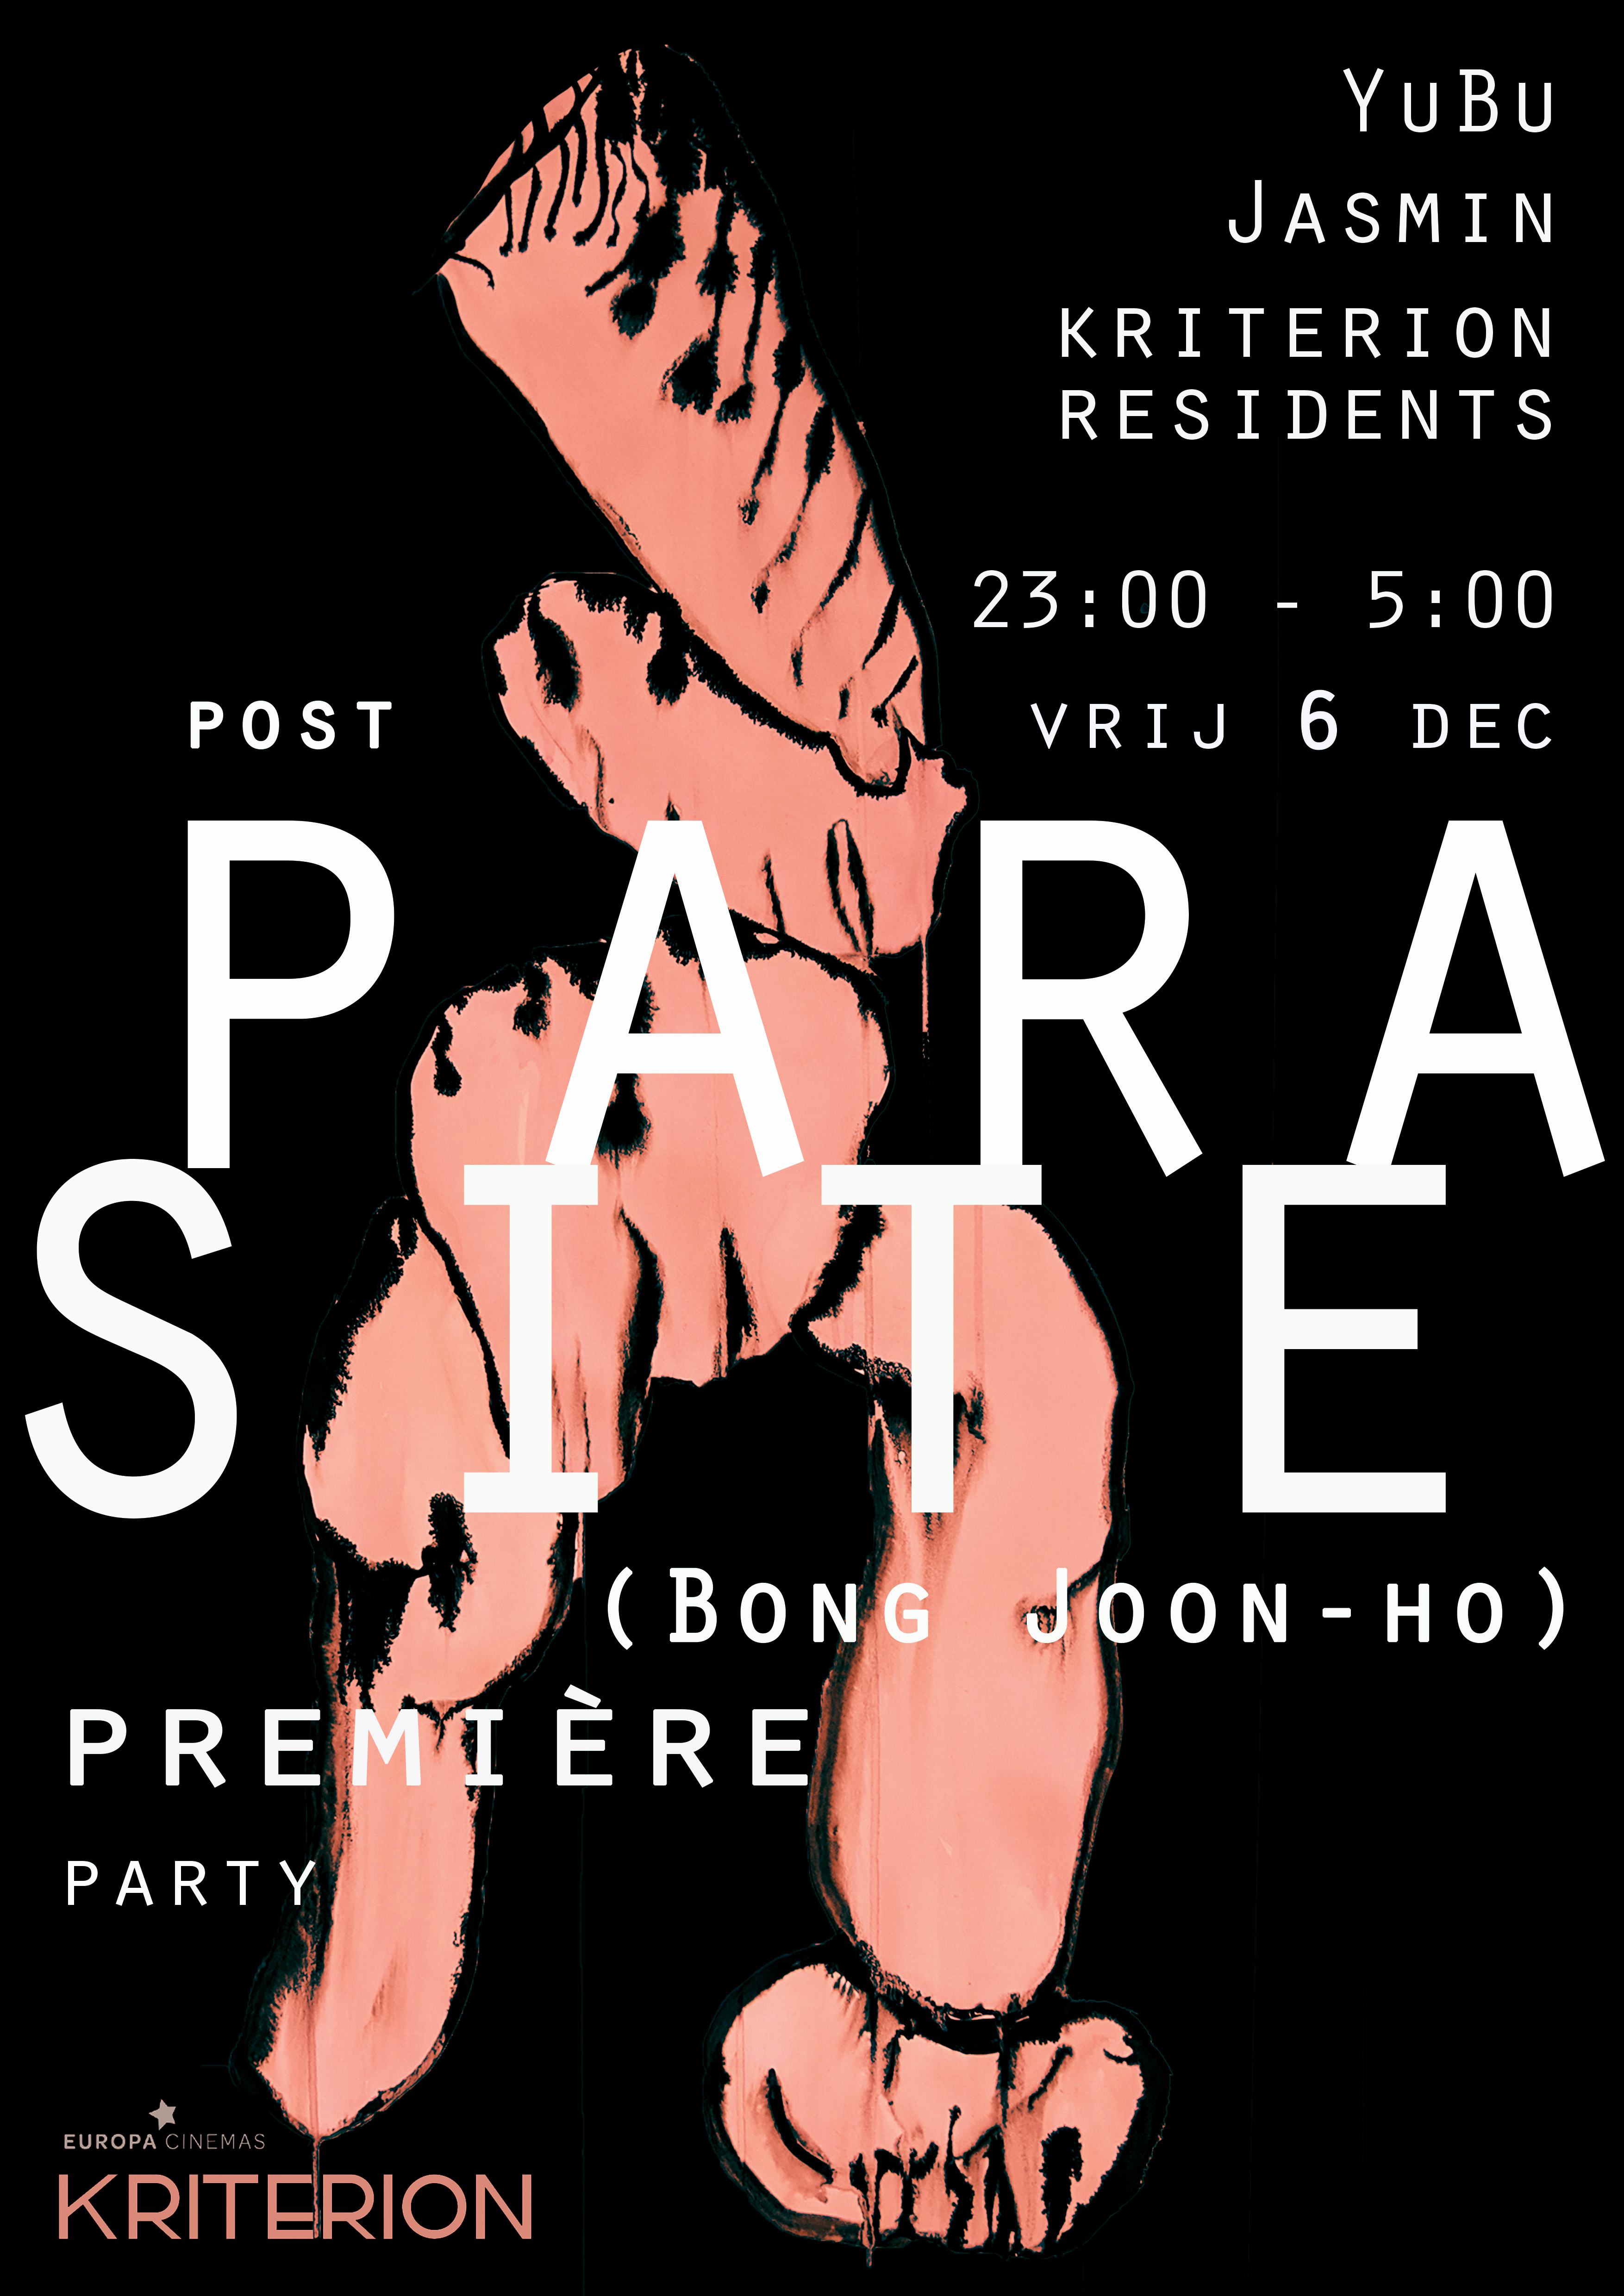 YuBu
JASMIN
KRITERION
RESIDENTS
23:00 - 5:00
VRIJ 6 DEC
POST
PARA
SITE
(BONG JOON-HO)
PREMIÈRE
PARTY
EUROPA CINEMAS
KRITERION